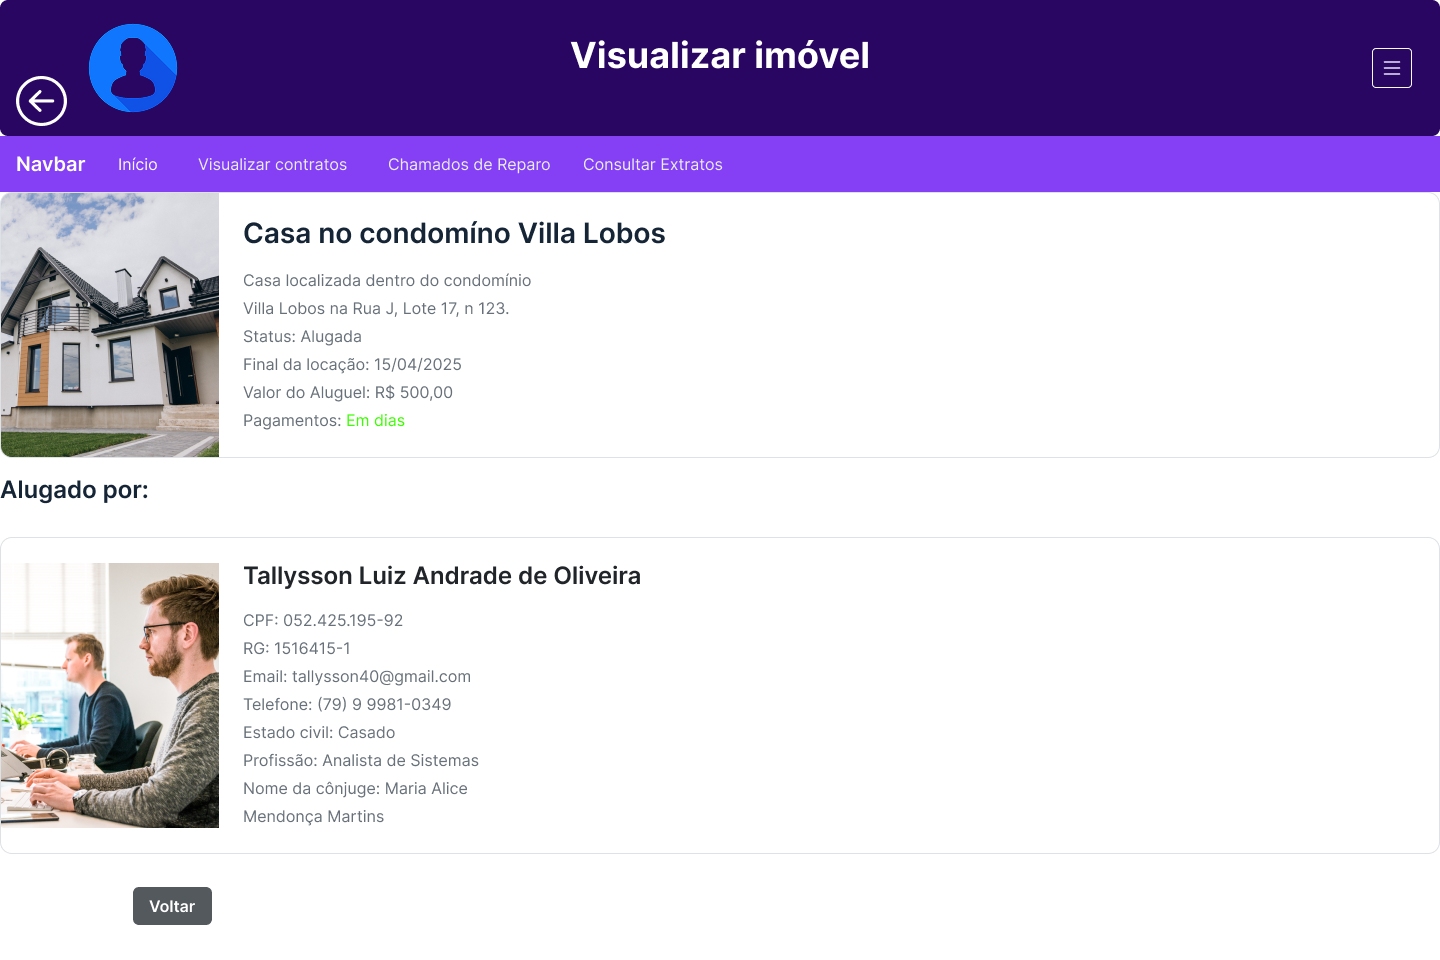 Visualizar imóvel
Navbar Início Visualizar contratos Chamados de Reparo Consultar Extratos
Casa no condomíno Villa Lobos
Casa localizada dentro do condomínio
Villa Lobos na Rua J, Lote 17, n 123.
Status: Alugada
Final da locação: 15/04/2025
Valor do Aluguel: R$ 500,00
Pagamentos: Em dias
Alugado por:
Tallysson Luiz Andrade de Oliveira
CPF: 052.425.195-92
RG: 1516415-1
Email: tallysson40@gmail.com
Telefone: (79) 9 9981-0349
Estado civil: Casado
Profissão: Analista de Sistemas
Nome da cônjuge: Maria Alice
Mendonça Martins
Voltar